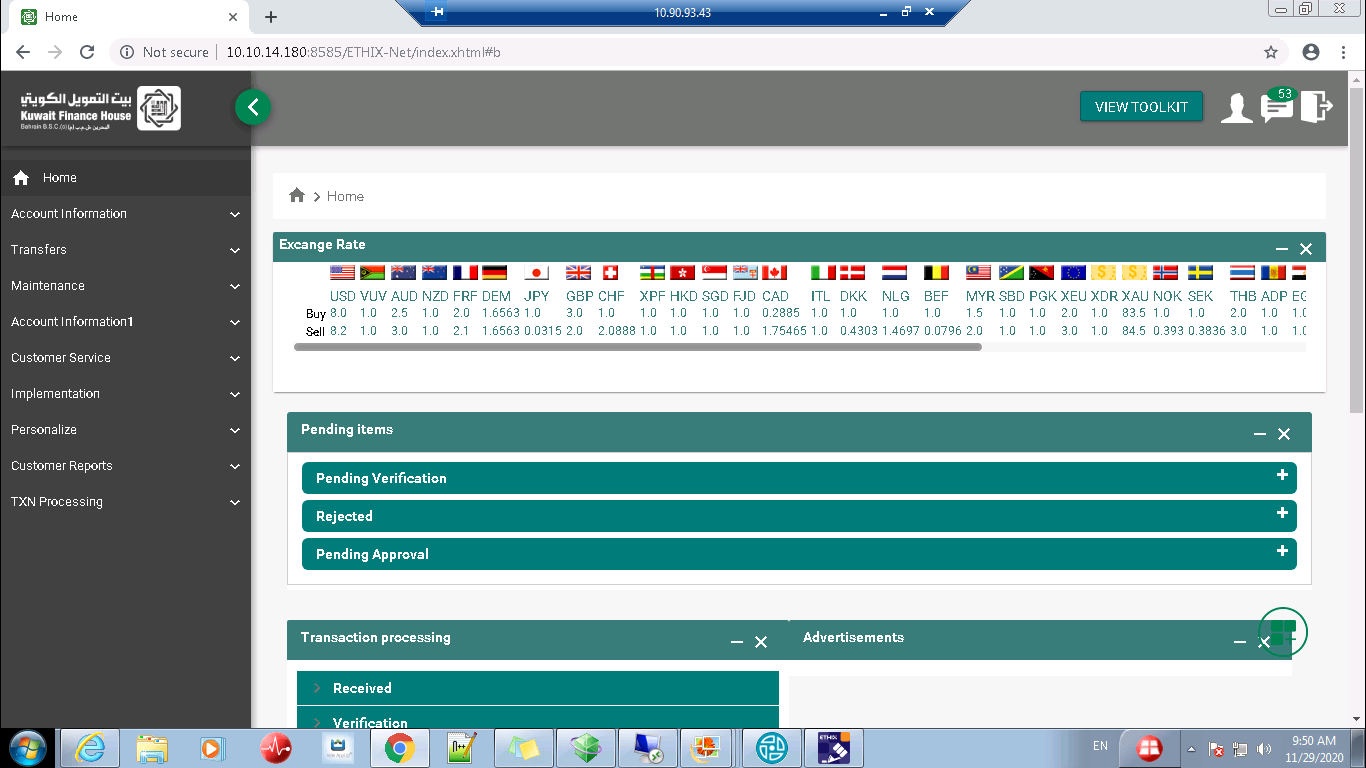 Home
10.90.93.43
Not secure
10.10.14.180:8585/ETHIX-Net/index.xhtml#b
بيت التمويل الكويتي
Kuwait Finance House
VIEW TOOLKIT
53
Home
Account Information
Transfers
Maintenance
Account Information1
Customer Service
Implementation
Personalize
Customer Reports
TXN Processing
Home
Excange Rate
USD VUV AUD NZD FRF DEM JPY GBP CHF XPF HKD SGD FJD CAD ITL DKK NLG BEF MYR SBD PGK XEU XDR XAU NOK SEK THB ADP EG
Buy 8.0 1.0 2.5 1.0 2.0 1.6563 1.0 3.0 1.0 1.0 1.0 1.0 1.0 0.2885 1.0 1.0 1.0 1.0 1.5 1.0 1.0 2.0 1.0 83.5 1.0 1.0 2.0 1.0 1.0
Sell 8.2 1.0 3.0 1.0 2.1 1.6563 0.0315 2.0 2.0888 1.0 1.0 1.0 1.0 1.75465 1.0 0.4303 1.4697 0.0796 2.0 1.0 1.0 3.0 1.0 84.5 0.393 0.3836 3.0 1.0 1.0
Pending items
Pending Verification
Rejected
Pending Approval
Transaction processing
Advertisements
Received
Verification
EN
9:50 AM
11/29/2020